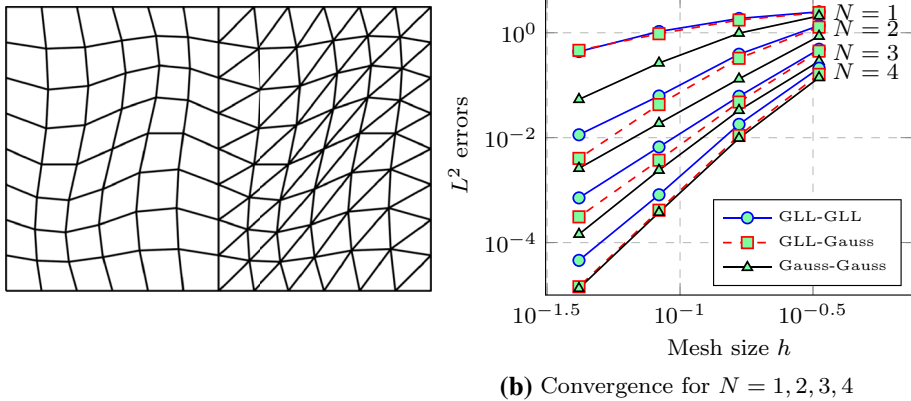 10^0
10^{-2}
10^{-4}
L^2 errors
N = 1
N = 2
N = 3
N = 4
GLL-GLL
GLL-Gauss
Gauss-Gauss
10^{-1.5}
10^{-1}
10^{-0.5}
Mesh size h
(b) Convergence for N = 1, 2, 3, 4